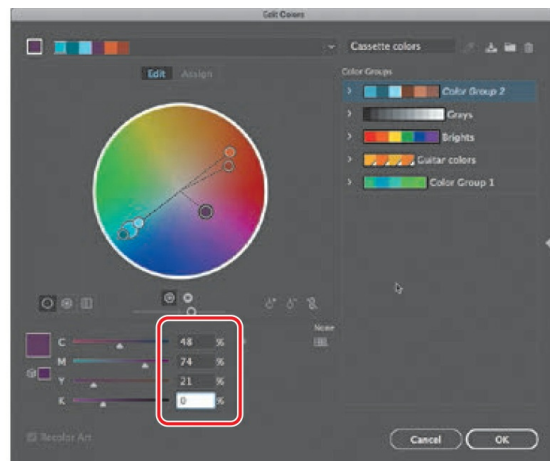 Edit Colors
Cassette colors
Edit Assign
Color Groups
Color Group 2
Grays
Brights
Guitar colors
Color Group 1
None
C 48 %
M 74 %
Y 21 %
K 0 %
Recolor Art
Cancel OK